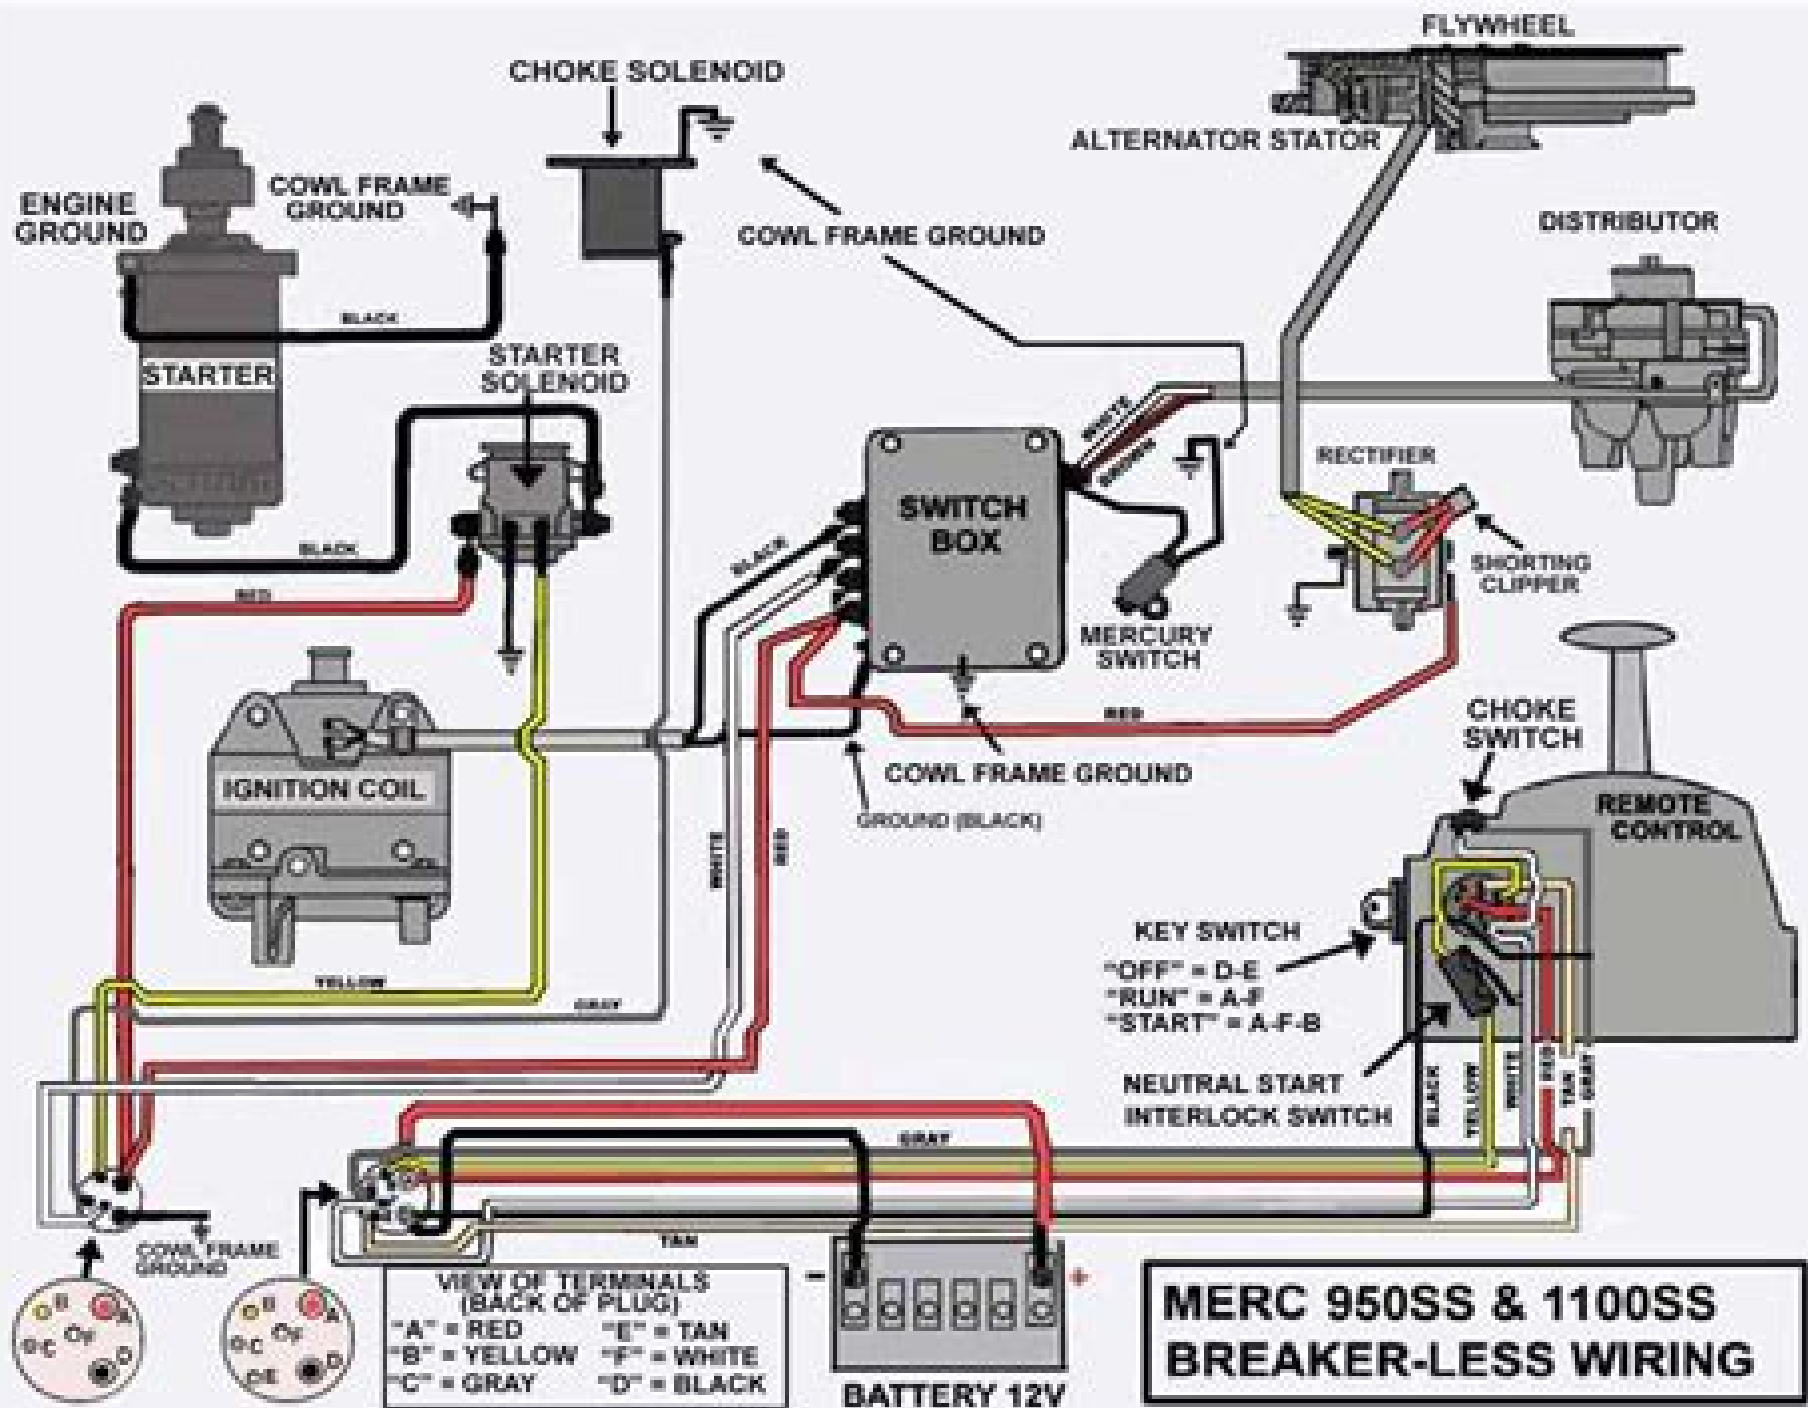 FLYWHEEL
CHOKE SOLENOID
ALTERNATOR STATOR
ENGINE
GROUND
COWL FRAME
GROUND
COWL FRAME GROUND
DISTRIBUTOR
BLACK
STARTER
STARTER
SOLENOID
WHITE
BROWN
RECTIFIER
SWITCH
BOX
BLACK
BLACK
SHORTING
CLIPPER
RED
MERCURY
SWITCH
RED
CHOKE
SWITCH
COWL FRAME GROUND
IGNITION COIL
GROUND (BLACK)
REMOTE
CONTROL
WHITE
RED
KEY SWITCH
"OFF" = D-E
"RUN" = A-F
"START" = A-F-B
YELLOW
GRAY
NEUTRAL START
INTERLOCK SWITCH
BLACK
YELLOW
WHITE
RED
TAN
GRAY
GRAY
TAN
COWL FRAME
GROUND
B A
C F
D
B A
C F
E D
VIEW OF TERMINALS
(BACK OF PLUG)
"A" = RED "E" = TAN
"B" = YELLOW "F" = WHITE
"C" = GRAY "D" = BLACK
- +
BATTERY 12V
MERC 950SS & 1100SS
BREAKER-LESS WIRING